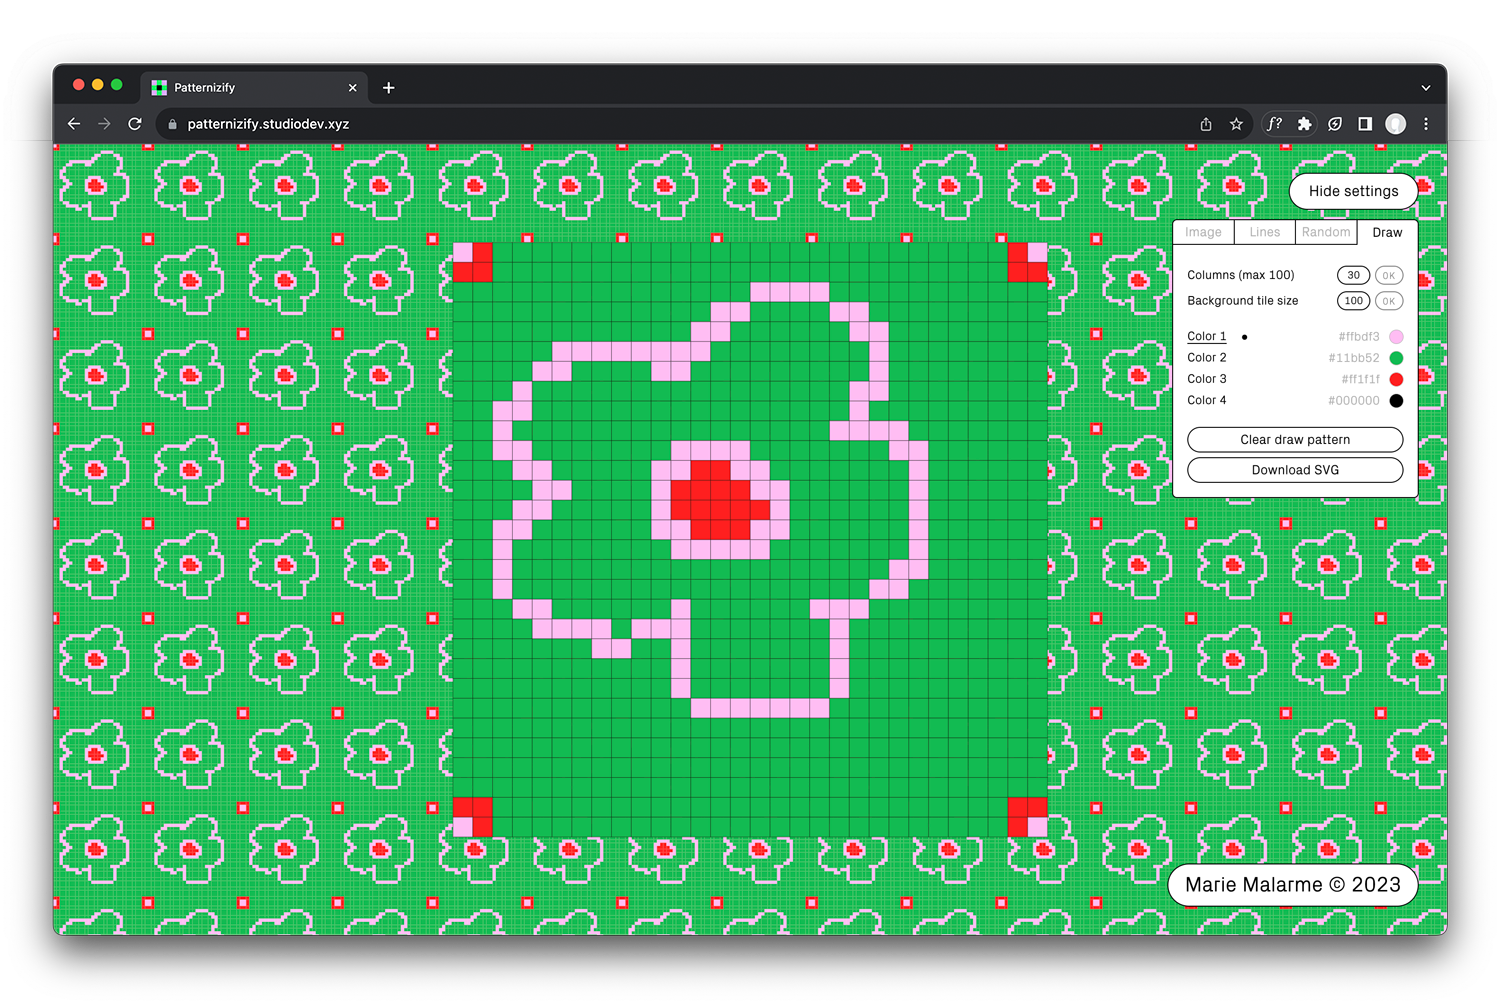 Patternizify
patternizify.studiodev.xyz
f?
Hide settings
Image Lines Random Draw
Columns (max 100) 30 OK
Background tile size 100 OK
Color 1 #ffbdf3
Color 2 #11bb52
Color 3 #ff1f1f
Color 4 #000000
Clear draw pattern
Download SVG
Marie Malarme © 2023